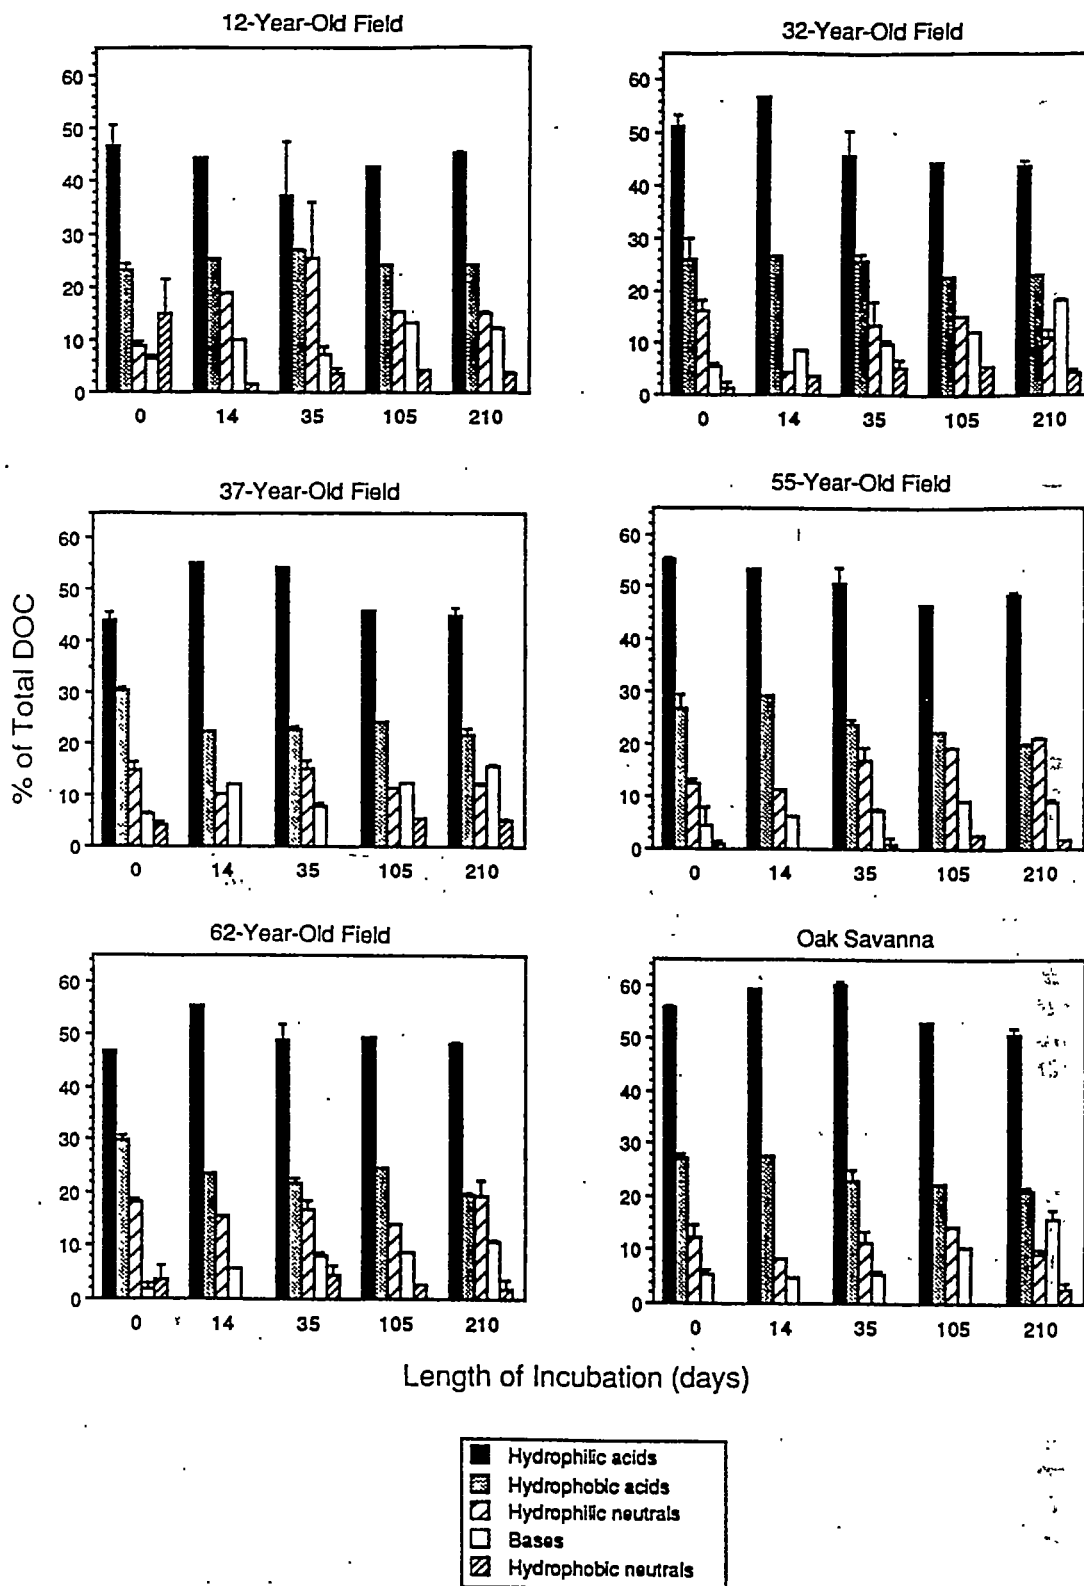 12-Year-Old Field
32-Year-Old Field
60
50
40
30
20
10
0
0 14 35 105 210
60
50
40
30
20
10
0
0 14 35 105 210
37-Year-Old Field
55-Year-Old Field
60
50
40
30
20
10
0
0 14 35 105 210
60
50
40
30
20
10
0
0 14 35 105 210
% of Total DOC
62-Year-Old Field
Oak Savanna
60
50
40
30
20
10
0
0 14 35 105 210
60
50
40
30
20
10
0
0 14 35 105 210
Length of Incubation (days)
Hydrophilic acids
Hydrophobic acids
Hydrophilic neutrals
Bases
Hydrophobic neutrals